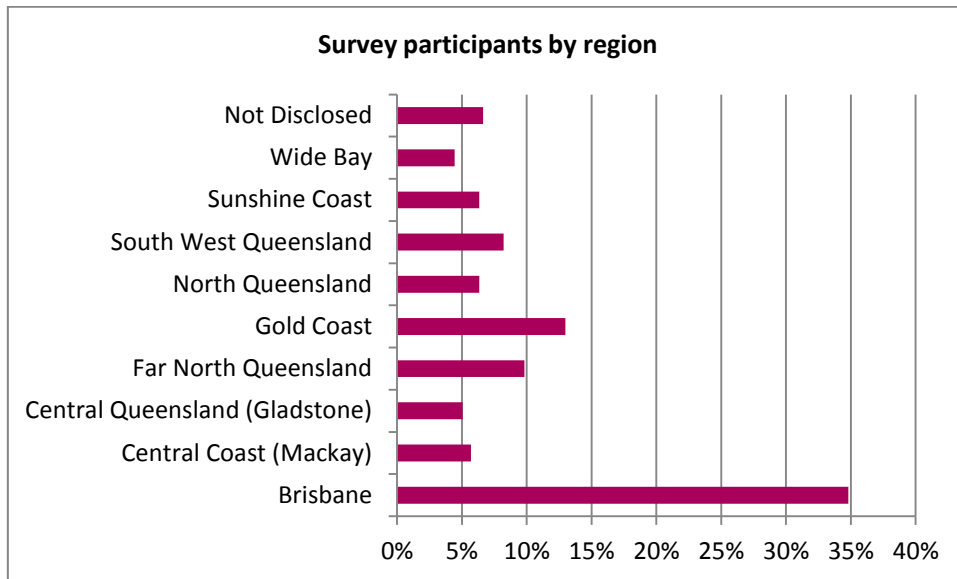 Survey participants by region
Not Disclosed
Wide Bay
Sunshine Coast
South West Queensland
North Queensland
Gold Coast
Far North Queensland
Central Queensland (Gladstone)
Central Coast (Mackay)
Brisbane
0% 5% 10% 15% 20% 25% 30% 35% 40%